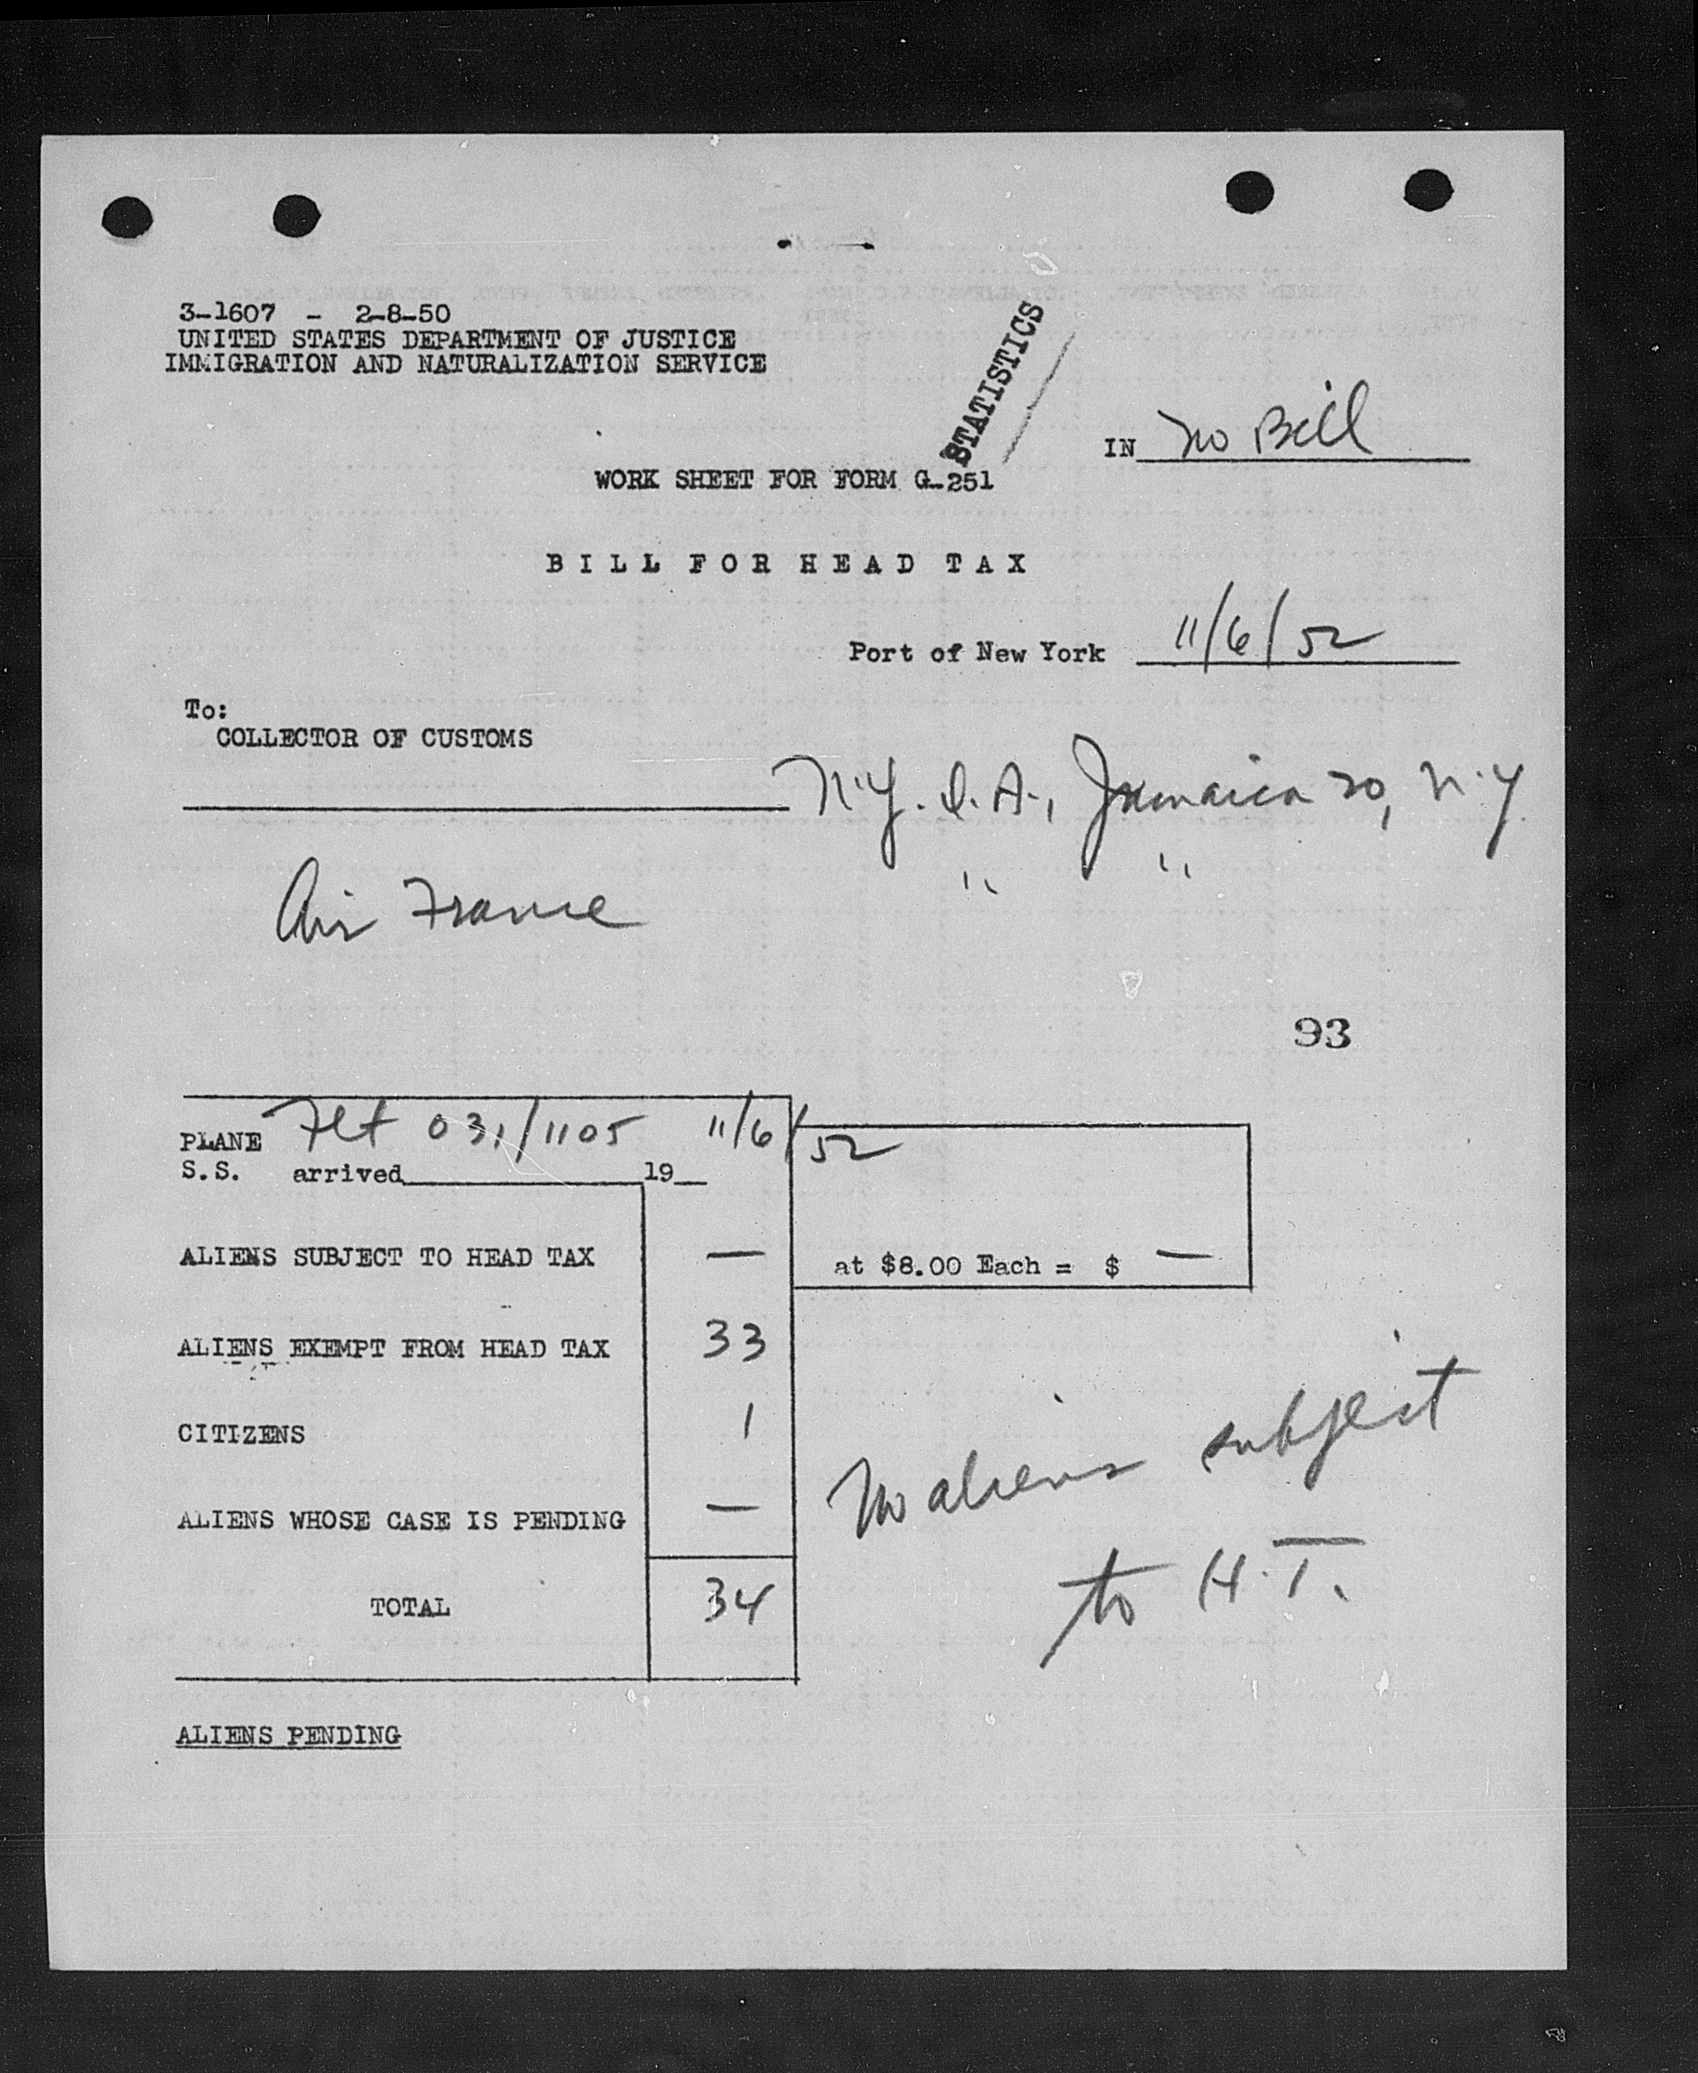 3-1607 - 2-8-50
UNITED STATES DEPARTMENT OF JUSTICE
IMMIGRATION AND NATURALIZATION SERVICE
STATISTICS
IN No Bill
WORK SHEET FOR FORM G-251
BILL FOR HEAD TAX
Port of New York 11/6/52
To:
COLLECTOR OF CUSTOMS
N.Y. I. A., Jamaica 20, N.Y.
Air France " "
93
PLANE Flt 031/1105 11/6/52
S.S. arrived 19
ALIENS SUBJECT TO HEAD TAX — at $8.00 Each = $ —
ALIENS EXEMPT FROM HEAD TAX 33
CITIZENS 1
No aliens subject
ALIENS WHOSE CASE IS PENDING —
to H.T.
TOTAL 34
ALIENS PENDING